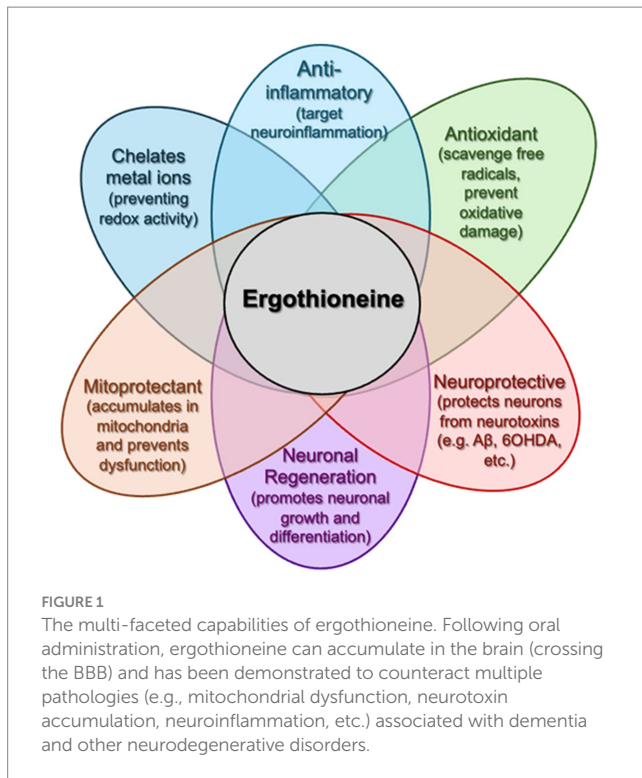 Anti-
inflammatory
(target
neuroinflammation)
Antioxidant
(scavenge free
radicals,
prevent
oxidative
damage)
Chelates
metal ions
(preventing
redox activity)
Ergothioneine
Mitoprotectant
(accumulates in
mitochondria
and prevents
dysfunction)
Neuroprotective
(protects neurons
from neurotoxins
(e.g. Aβ, 6OHDA,
etc.)
Neuronal
Regeneration
(promotes neuronal
growth and
differentiation)
FIGURE 1
The multi-faceted capabilities of ergothioneine. Following oral
administration, ergothioneine can accumulate in the brain (crossing
the BBB) and has been demonstrated to counteract multiple
pathologies (e.g., mitochondrial dysfunction, neurotoxin
accumulation, neuroinflammation, etc.) associated with dementia
and other neurodegenerative disorders.